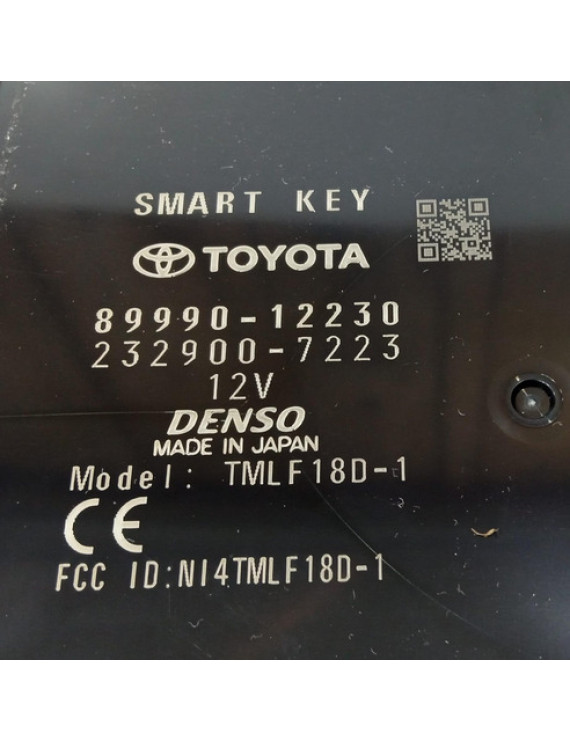 SMART KEY
TOYOTA
89990-12230
232900-7223
12V
DENSO
MADE IN JAPAN
Model: TMLF18D-1
CE
FCC ID:NI4TMLF18D-1